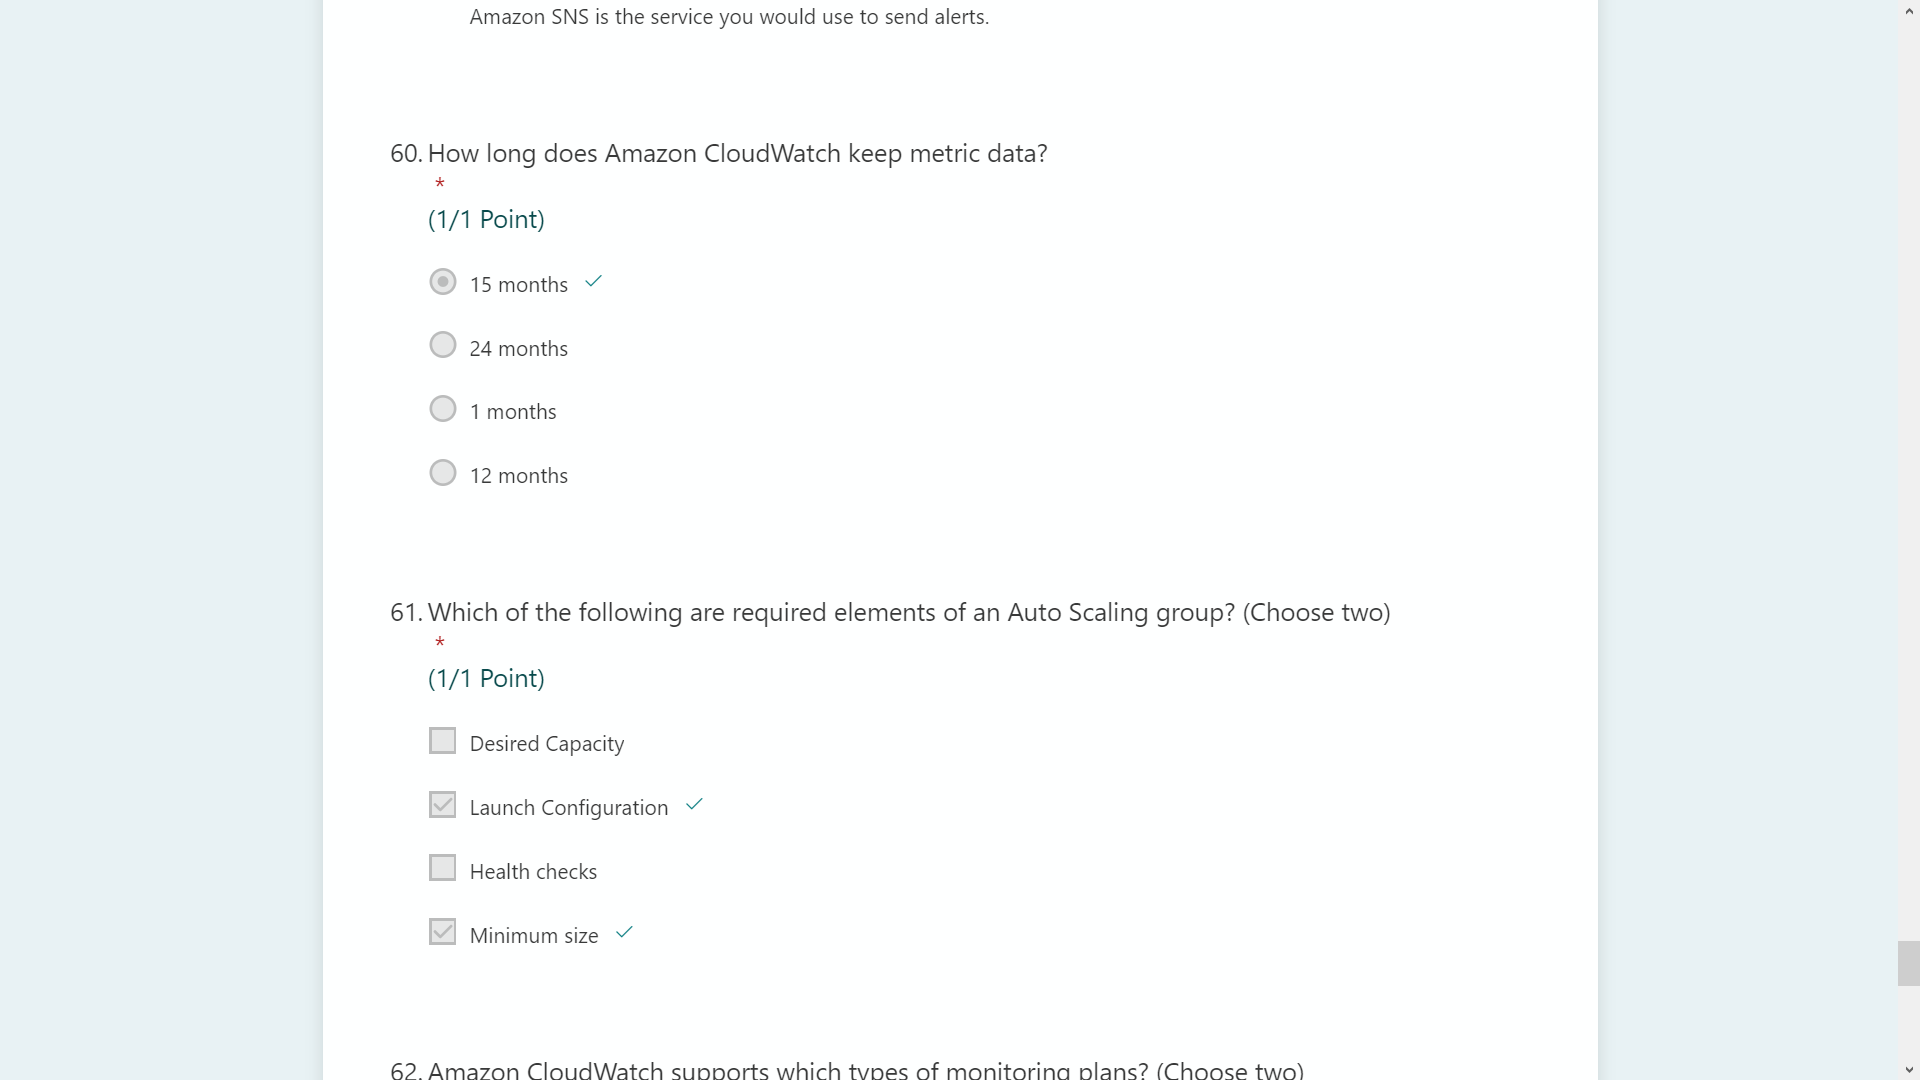 Amazon SNS is the service you would use to send alerts.
60. How long does Amazon CloudWatch keep metric data?
*
(1/1 Point)
15 months
24 months
1 months
12 months
61. Which of the following are required elements of an Auto Scaling group? (Choose two)
*
(1/1 Point)
Desired Capacity
Launch Configuration
Health checks
Minimum size
62. Amazon CloudWatch supports which types of monitoring plans? (Choose two)